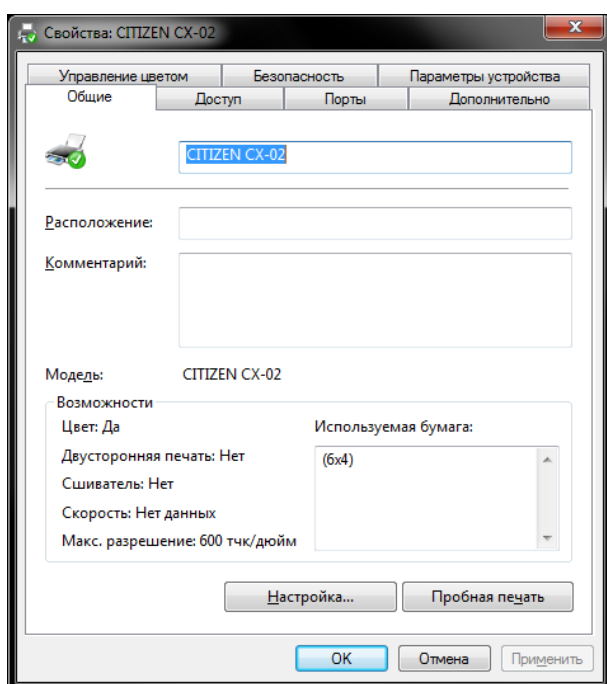 Свойства: CITIZEN CX-02
Управление цветом Безопасность Параметры устройства
Общие Доступ Порты Дополнительно
CITIZEN CX-02
Расположение:
Комментарий:
Модель: CITIZEN CX-02
Возможности
Цвет: Да Используемая бумага:
Двусторонняя печать: Нет (6x4)
Сшиватель: Нет
Скорость: Нет данных
Макс. разрешение: 600 тчк/дюйм
Настройка... Пробная печать
OK Отмена Применить